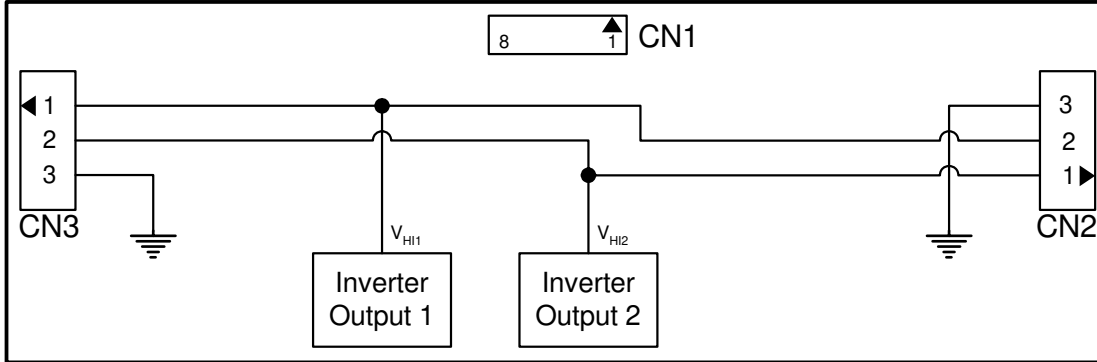 8 1 CN1
1
2
3
CN3
3
2
1
CN2
V_HI1
V_HI2
Inverter
Output 1
Inverter
Output 2